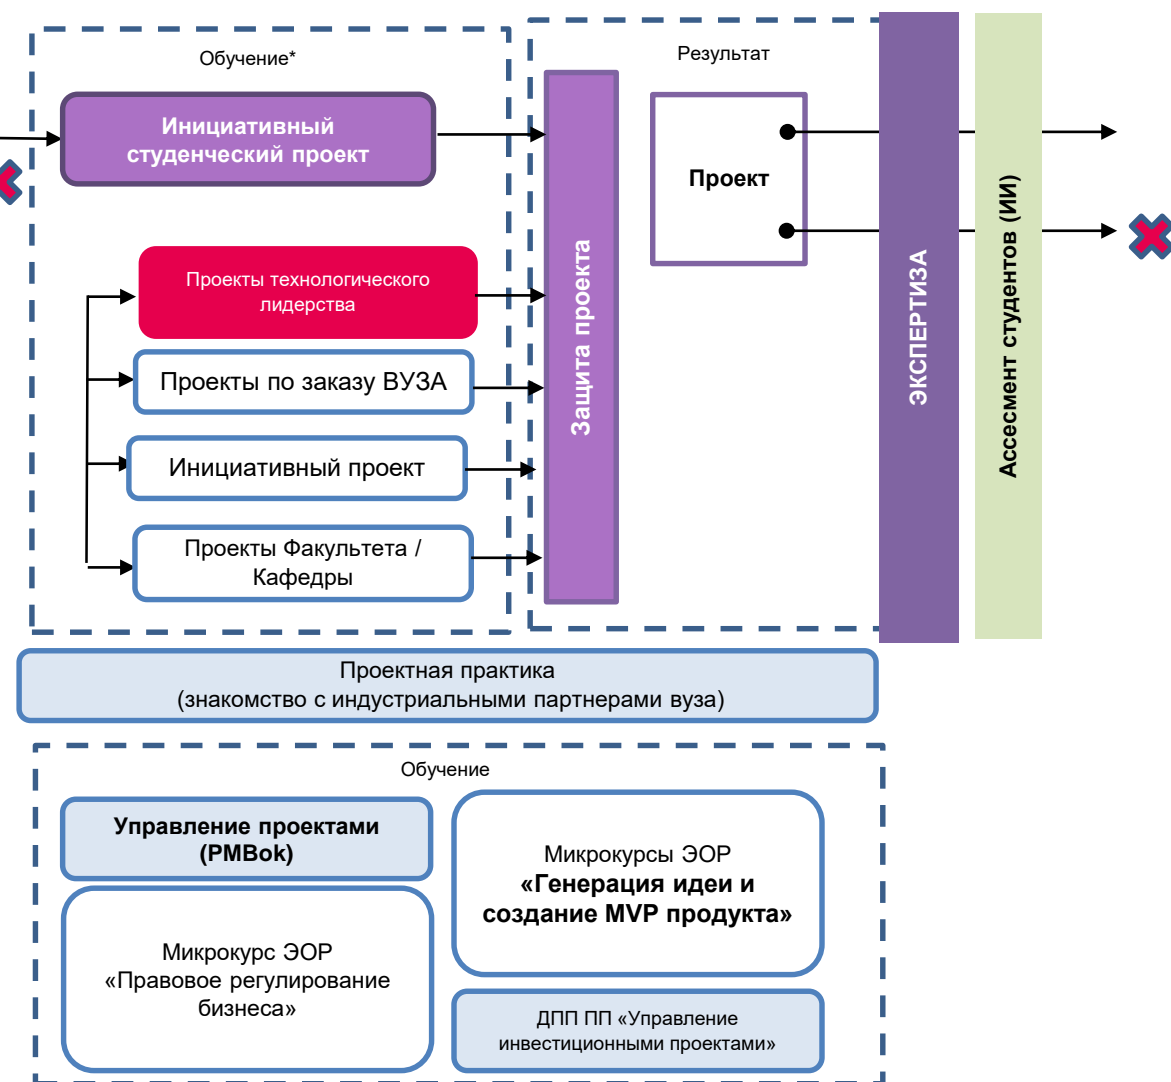 Обучение*
Инициативный
студенческий проект
Проекты технологического
лидерства
Проекты по заказу ВУЗА
Инициативный проект
Проекты Факультета /
Кафедры
Результат
Защита проекта
Проект
ЭКСПЕРТИЗА
Ассесмент студентов (ИИ)
Проектная практика
(знакомство с индустриальными партнерами вуза)
Обучение
Управление проектами
(PMBok)
Микрокурс ЭОР
«Правовое регулирование
бизнеса»
Микрокурсы ЭОР
«Генерация идеи и
создание MVP продукта»
ДПП ПП «Управление
инвестиционными проектами»